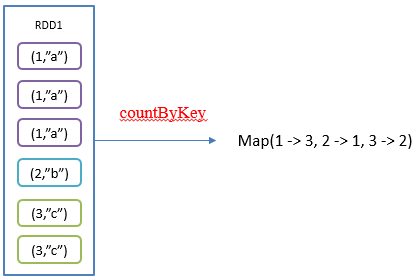 RDD1
(1,”a”)
(1,”a”)
(1,”a”)
(2,”b”)
(3,”c”)
(3,”c”)
countByKey
Map(1 -> 3, 2 -> 1, 3 -> 2)